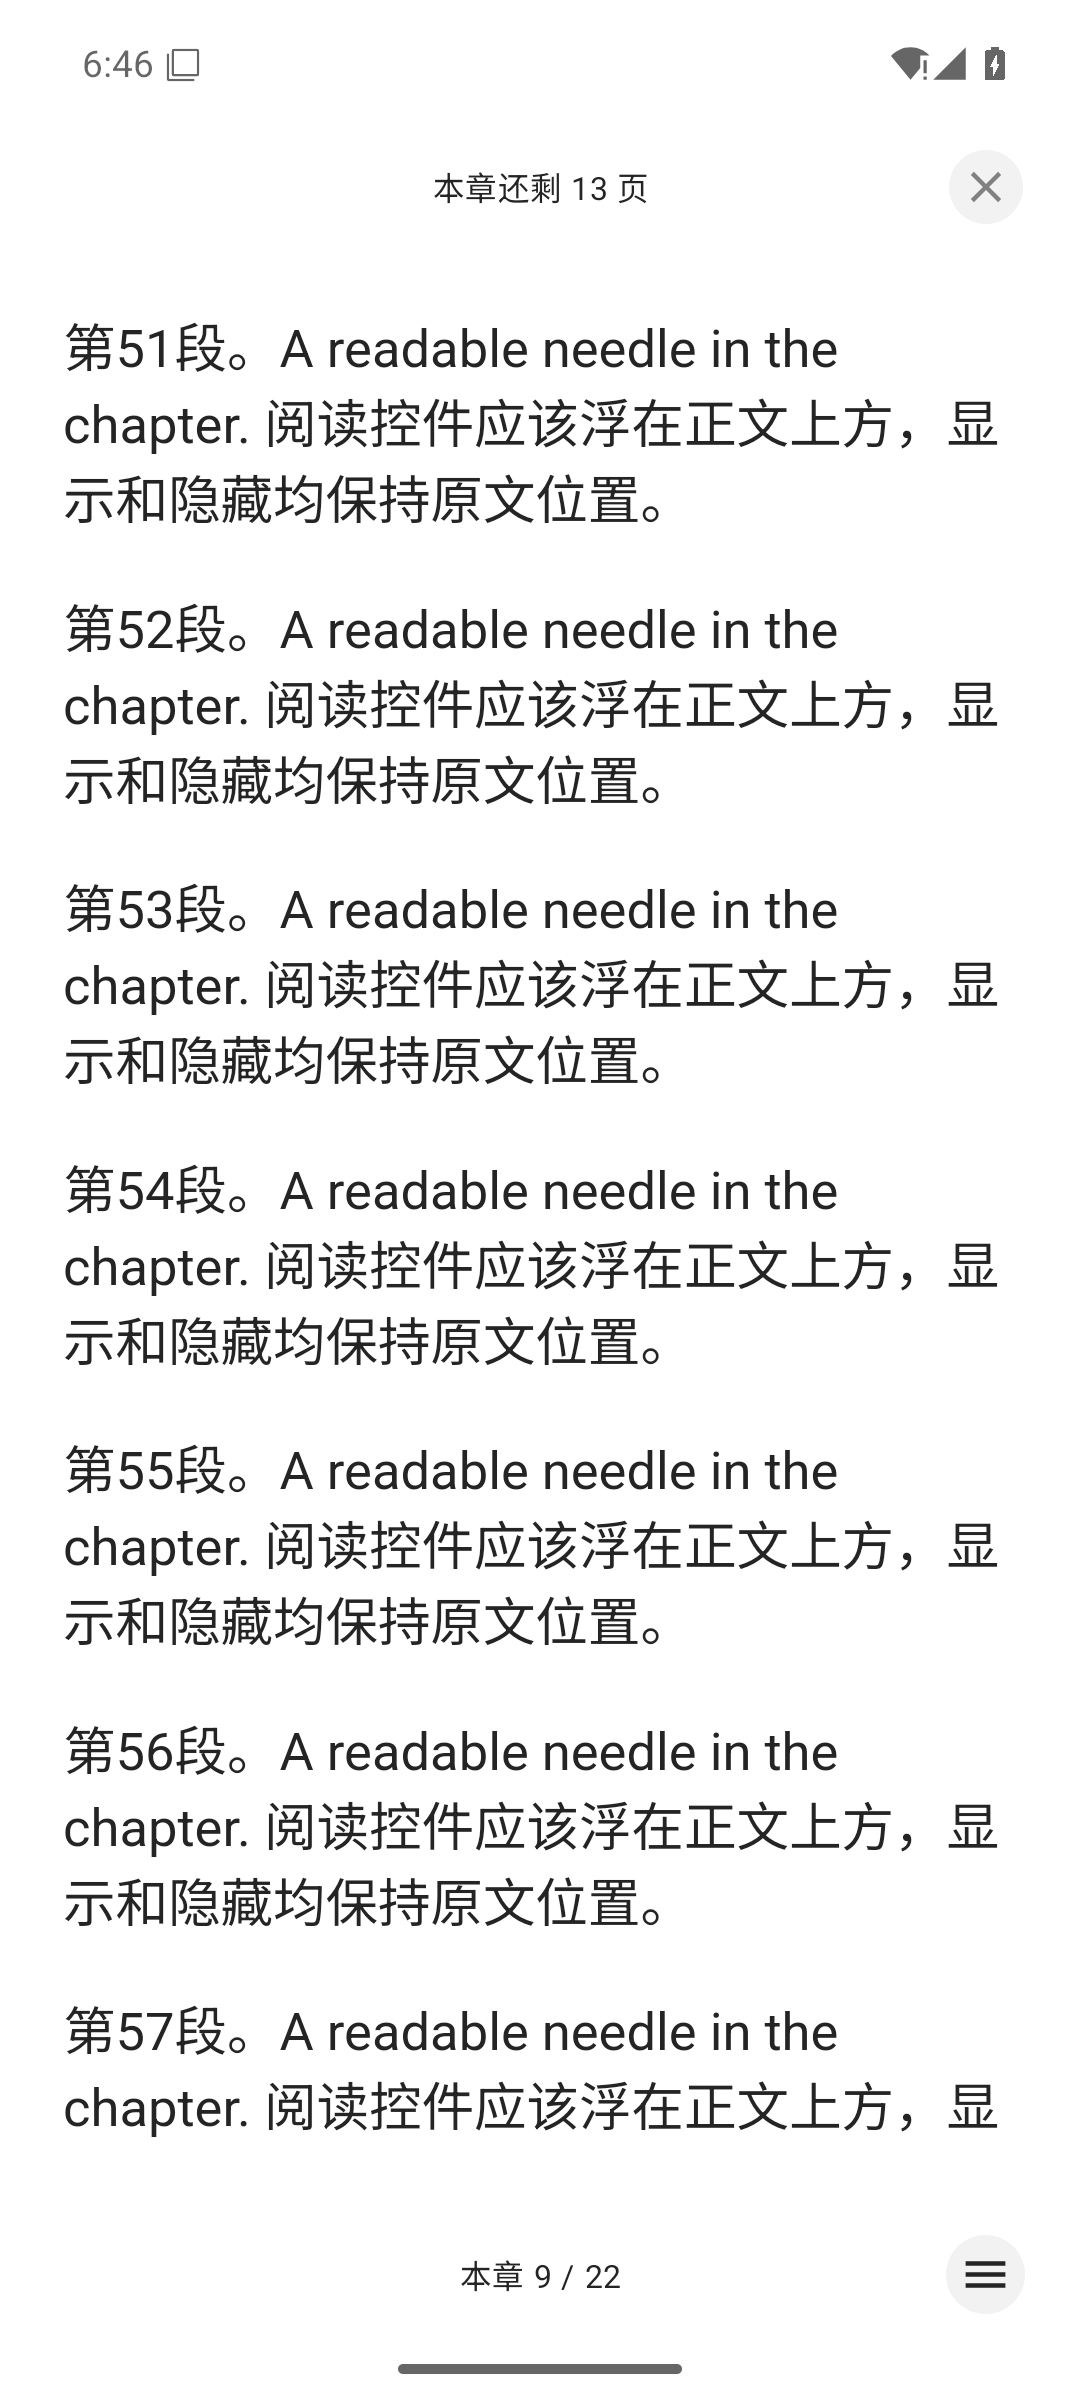 6:46
本章还剩 13 页
第51段。A readable needle in the
chapter. 阅读控件应该浮在正文上方，显
示和隐藏均保持原文位置。
第52段。A readable needle in the
chapter. 阅读控件应该浮在正文上方，显
示和隐藏均保持原文位置。
第53段。A readable needle in the
chapter. 阅读控件应该浮在正文上方，显
示和隐藏均保持原文位置。
第54段。A readable needle in the
chapter. 阅读控件应该浮在正文上方，显
示和隐藏均保持原文位置。
第55段。A readable needle in the
chapter. 阅读控件应该浮在正文上方，显
示和隐藏均保持原文位置。
第56段。A readable needle in the
chapter. 阅读控件应该浮在正文上方，显
示和隐藏均保持原文位置。
第57段。A readable needle in the
chapter. 阅读控件应该浮在正文上方，显
本章 9 / 22